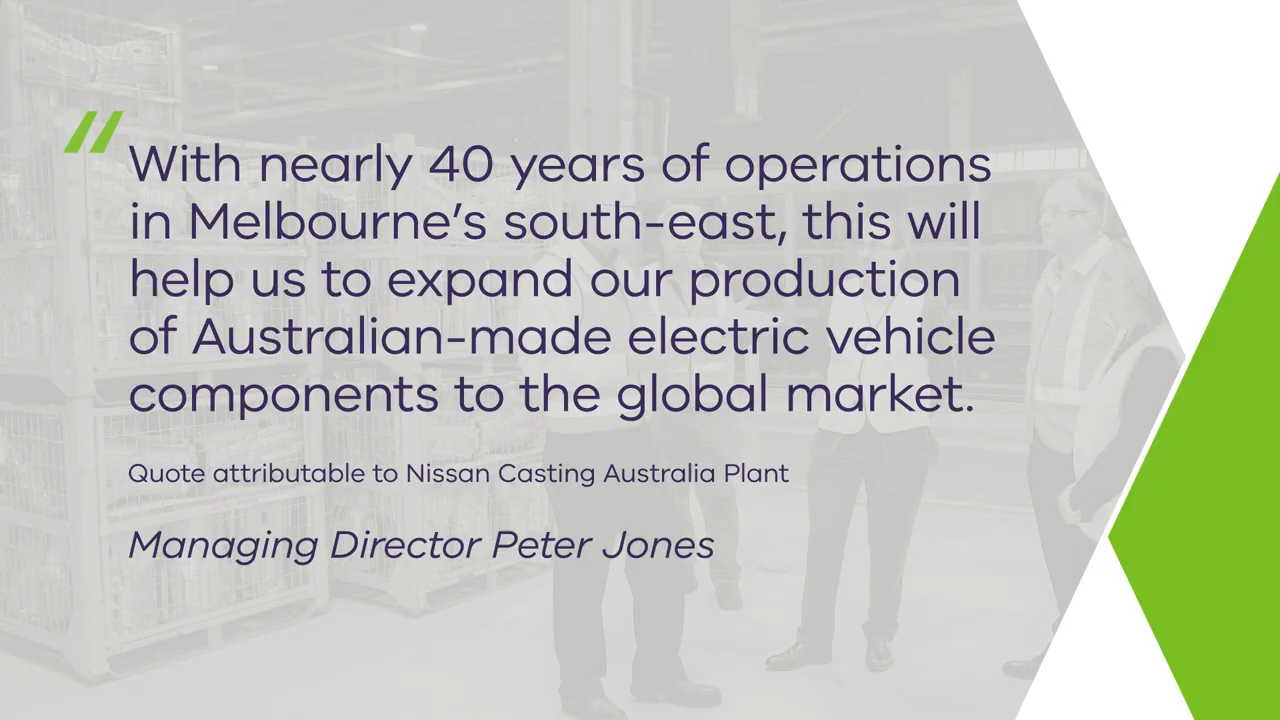 With nearly 40 years of operations
in Melbourne’s south-east, this will
help us to expand our production
of Australian-made electric vehicle
components to the global market.
Quote attributable to Nissan Casting Australia Plant
Managing Director Peter Jones